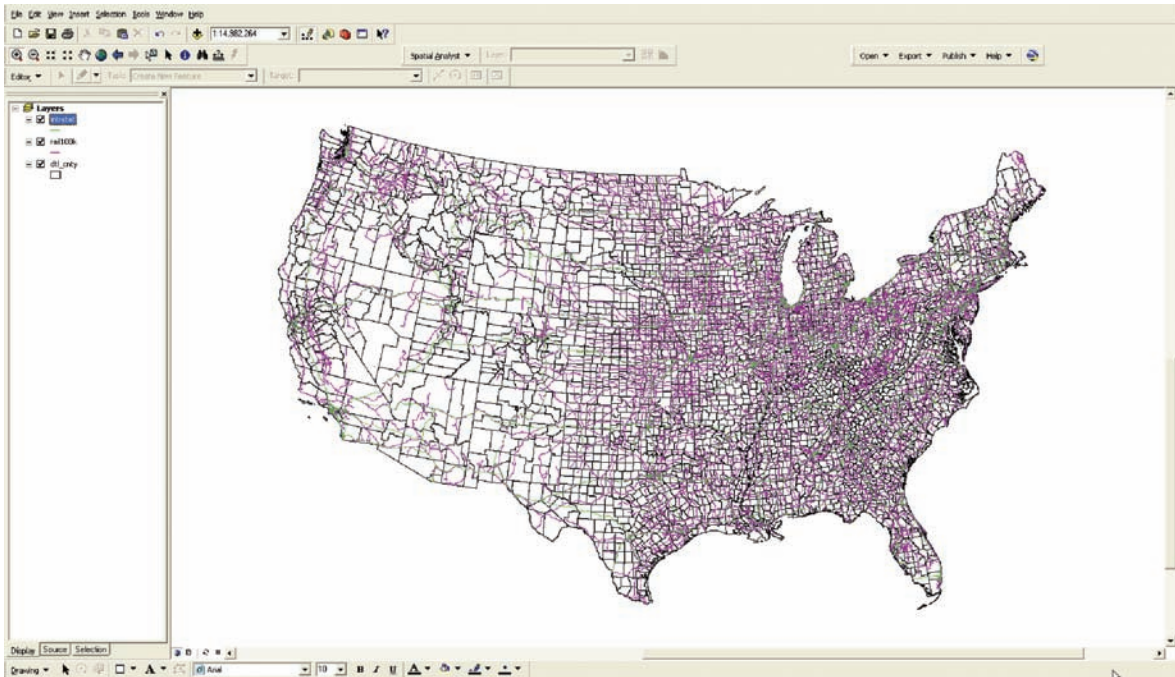 File Edit View Insert Selection Tools Window Help
1:14,982,264
Spatial Analyst Layer:
Open Export Publish Help
Editor Task: Create New Feature Target:
Layers
rail100k
dtl_cnty
Display Source Selection
Drawing A Arial 10 B I U A